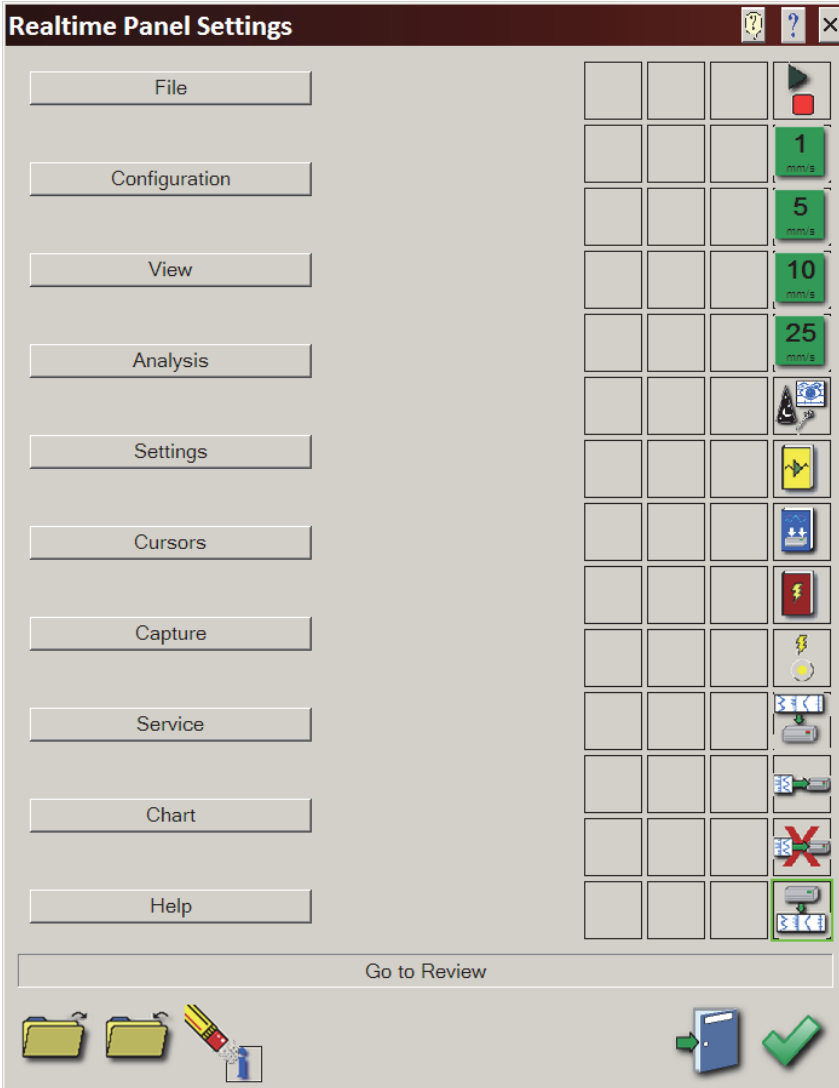 Realtime Panel Settings
? ?
File
1
mm/s
Configuration
5
mm/s
View
10
mm/s
25
mm/s
Analysis
Settings
Cursors
Capture
Service
Chart
Help
Go to Review
i